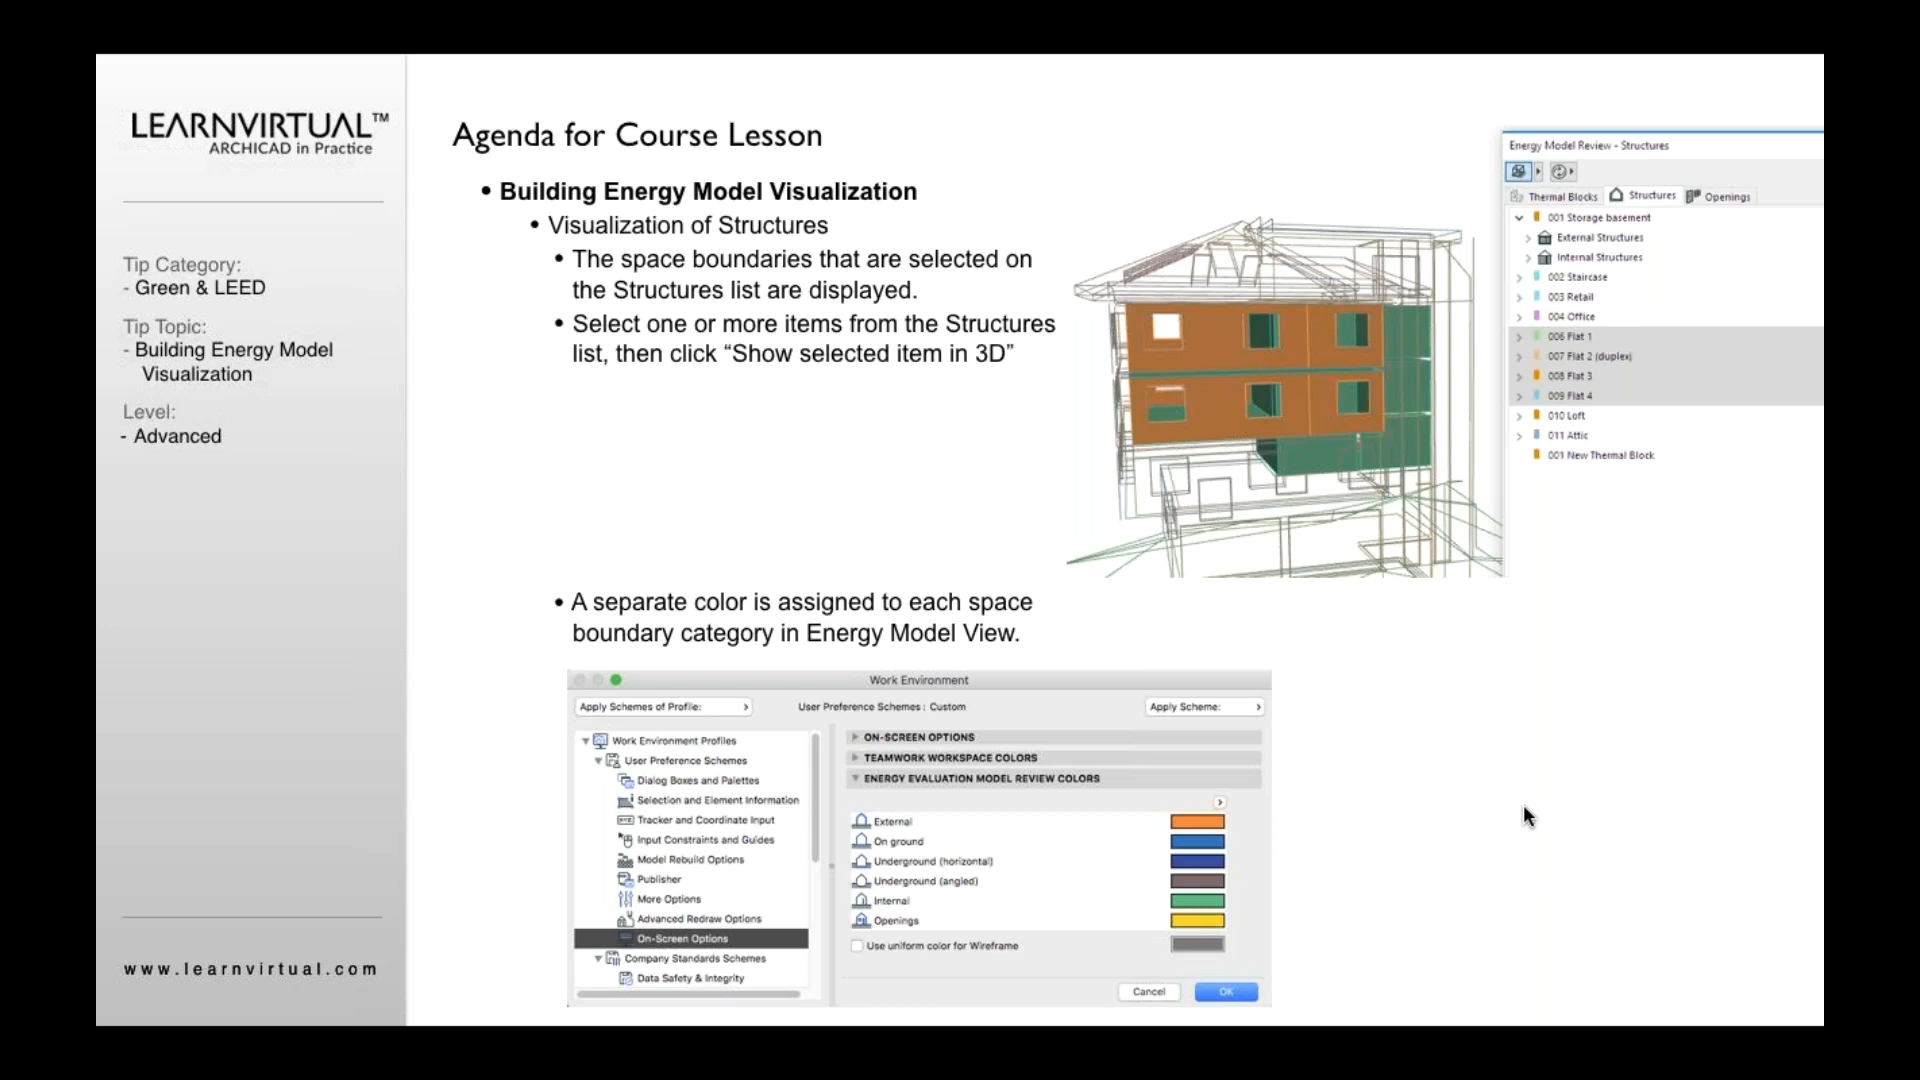 LEARNVIRTUAL™
ARCHICAD in Practice
Tip Category:
- Green & LEED
Tip Topic:
- Building Energy Model
Visualization
Level:
- Advanced
www.learnvirtual.com
Agenda for Course Lesson
• Building Energy Model Visualization
• Visualization of Structures
• The space boundaries that are selected on
the Structures list are displayed.
• Select one or more items from the Structures
list, then click “Show selected item in 3D”
Energy Model Review - Structures
Thermal Blocks Structures Openings
001 Storage basement
External Structures
Internal Structures
002 Staircase
003 Retail
004 Office
006 Flat 1
007 Flat 2 (duplex)
008 Flat 3
009 Flat 4
010 Loft
011 Attic
001 New Thermal Block
• A separate color is assigned to each space
boundary category in Energy Model View.
Work Environment
Apply Schemes of Profile: User Preference Schemes : Custom Apply Scheme:
Work Environment Profiles
User Preference Schemes
Dialog Boxes and Palettes
Selection and Element Information
Tracker and Coordinate Input
Input Constraints and Guides
Model Rebuild Options
Publisher
More Options
Advanced Redraw Options
On-Screen Options
Company Standards Schemes
Data Safety & Integrity
ON-SCREEN OPTIONS
TEAMWORK WORKSPACE COLORS
ENERGY EVALUATION MODEL REVIEW COLORS
External
On ground
Underground (horizontal)
Underground (angled)
Internal
Openings
Use uniform color for Wireframe
Cancel OK